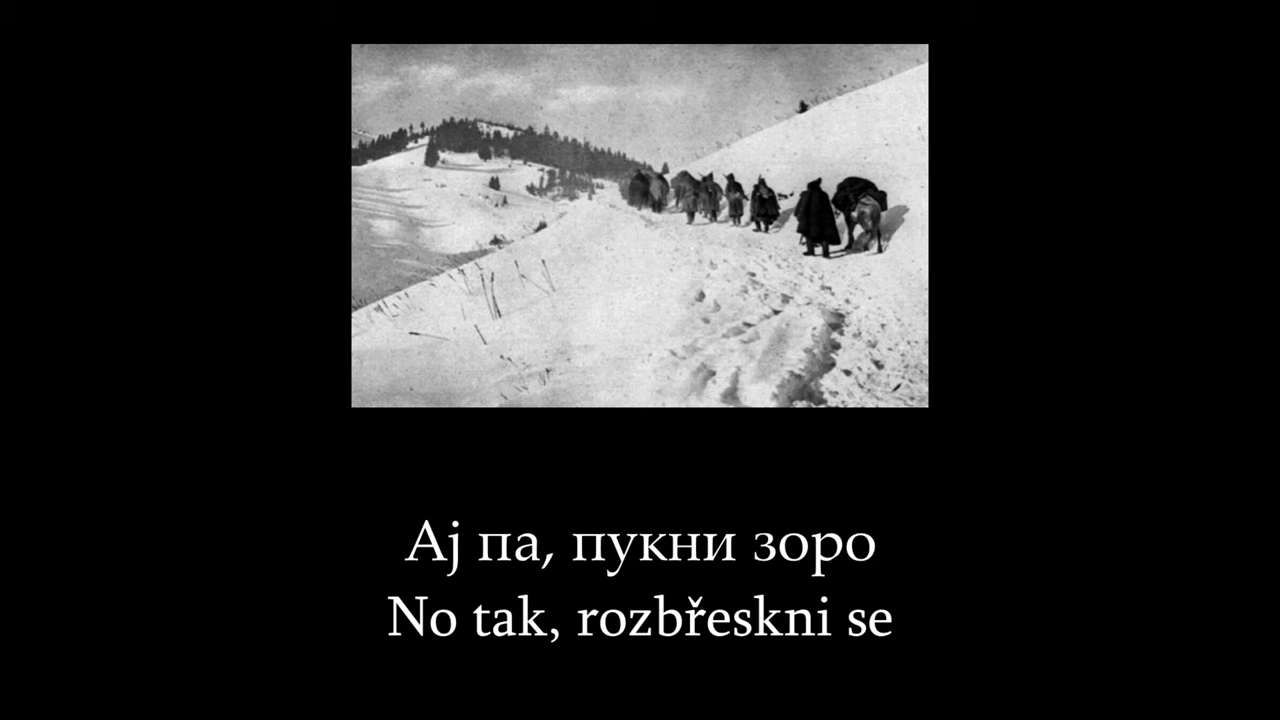 Ај па, пукни зоро
No tak, rozbřeskni se